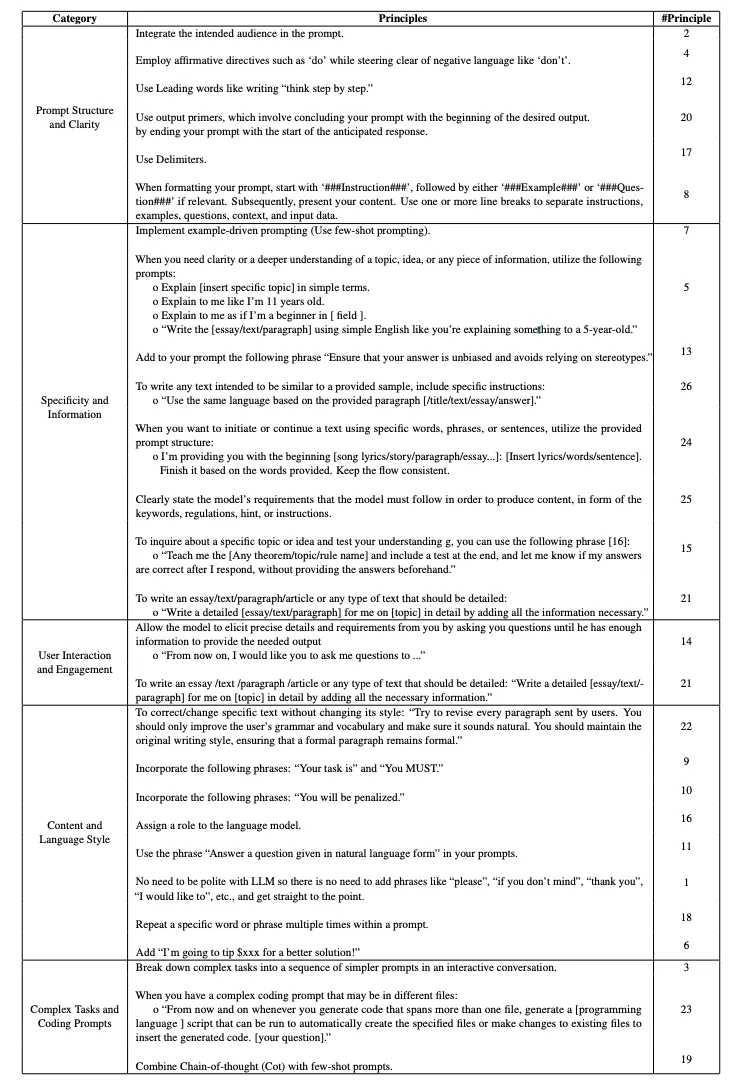 Category Principles #Principle
Integrate the intended audience in the prompt. 2
Employ affirmative directives such as ‘do’ while steering clear of negative language like ‘don’t’. 4
Use Leading words like writing “think step by step.” 12
Prompt Structure
and Clarity
Use output primers, which involve concluding your prompt with the beginning of the desired output. 20
by ending your prompt with the start of the anticipated response.
Use Delimiters. 17
When formatting your prompt, start with ‘###Instruction###’, followed by either ‘###Example###’ or ‘###Ques-
tion###’ if relevant. Subsequently, present your content. Use one or more line breaks to separate instructions, 8
examples, questions, context, and input data.
Implement example-driven prompting (Use few-shot prompting). 7
When you need clarity or a deeper understanding of a topic, idea, or any piece of information, utilize the following
prompts:
o Explain [insert specific topic] in simple terms. 5
o Explain to me like I’m 11 years old.
o Explain to me as if I’m a beginner in [ field ].
o “Write the [essay/text/paragraph] using simple English like you’re explaining something to a 5-year-old.”
Add to your prompt the following phrase “Ensure that your answer is unbiased and avoids relying on stereotypes.” 13
To write any text intended to be similar to a provided sample, include specific instructions: 26
o “Use the same language based on the provided paragraph [/title/text/essay/answer].”
Specificity and
Information
When you want to initiate or continue a text using specific words, phrases, or sentences, utilize the provided
prompt structure: 24
o I’m providing you with the beginning [song lyrics/story/paragraph/essay...]: [Insert lyrics/words/sentence].
Finish it based on the words provided. Keep the flow consistent.
Clearly state the model’s requirements that the model must follow in order to produce content, in form of the 25
keywords, regulations, hint, or instructions.
To inquire about a specific topic or idea and test your understanding g, you can use the following phrase [16]: 15
o “Teach me the [Any theorem/topic/rule name] and include a test at the end, and let me know if my answers
are correct after I respond, without providing the answers beforehand.”
To write an essay/text/paragraph/article or any type of text that should be detailed: 21
o “Write a detailed [essay/text/paragraph] for me on [topic] in detail by adding all the information necessary.”
Allow the model to elicit precise details and requirements from you by asking you questions until he has enough
information to provide the needed output 14
o “From now on, I would like you to ask me questions to ...”
User Interaction
and Engagement
To write an essay /text /paragraph /article or any type of text that should be detailed: “Write a detailed [essay/text/- 21
paragraph] for me on [topic] in detail by adding all the necessary information.”
To correct/change specific text without changing its style: “Try to revise every paragraph sent by users. You
should only improve the user’s grammar and vocabulary and make sure it sounds natural. You should maintain the 22
original writing style, ensuring that a formal paragraph remains formal.”
Incorporate the following phrases: “Your task is” and “You MUST.” 9
Incorporate the following phrases: “You will be penalized.” 10
Content and
Language Style
Assign a role to the language model. 16
Use the phrase “Answer a question given in natural language form” in your prompts. 11
No need to be polite with LLM so there is no need to add phrases like “please”, “if you don’t mind”, “thank you”, 1
“I would like to”, etc., and get straight to the point.
Repeat a specific word or phrase multiple times within a prompt. 18
Add “I’m going to tip $xxx for a better solution!” 6
Break down complex tasks into a sequence of simpler prompts in an interactive conversation. 3
Complex Tasks and
Coding Prompts
When you have a complex coding prompt that may be in different files:
o “From now and on whenever you generate code that spans more than one file, generate a [programming 23
language ] script that can be run to automatically create the specified files or make changes to existing files to
insert the generated code. [your question].”
Combine Chain-of-thought (Cot) with few-shot prompts. 19